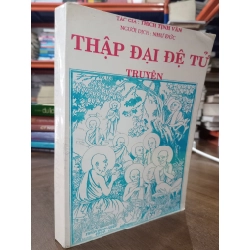 TÁC GIẢ : THÍCH TINH VÂN
NGƯỜI DỊCH : NHƯ ĐỨC
THẬP ĐẠI ĐỆ TỬ
TRUYỆN